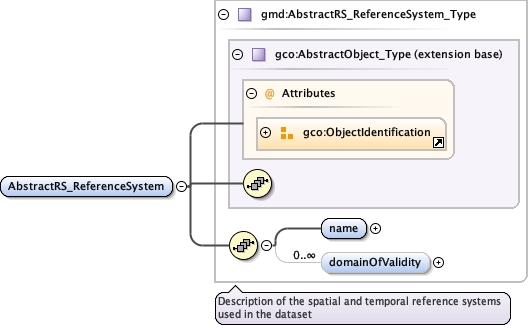 gmd:AbstractRS_ReferenceSystem_Type
gco:AbstractObject_Type (extension base)
@ Attributes
gco:ObjectIdentification
AbstractRS_ReferenceSystem
name
0..∞
domainOfValidity
Description of the spatial and temporal reference systems
used in the dataset